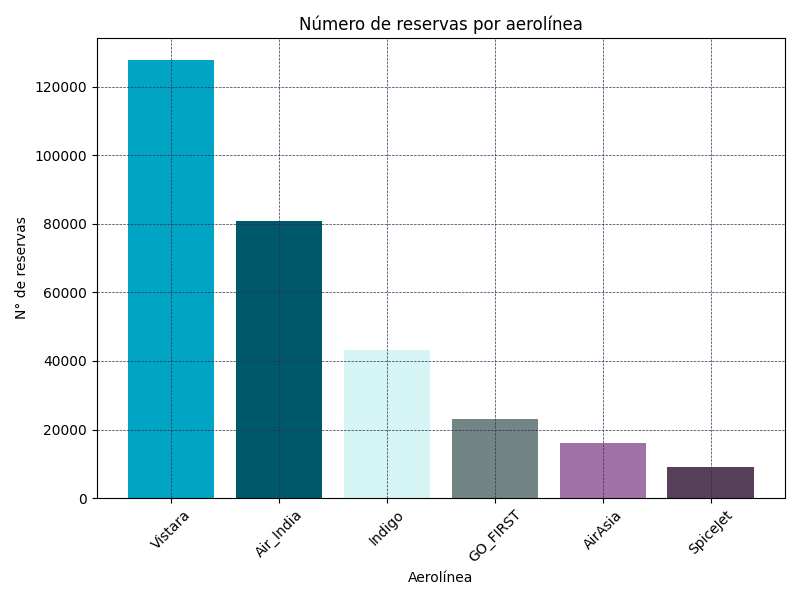 Número de reservas por aerolínea
N° de reservas
120000
100000
80000
60000
40000
20000
0
Vistara
Air_India
Indigo
GO_FIRST
AirAsia
SpiceJet
Aerolínea